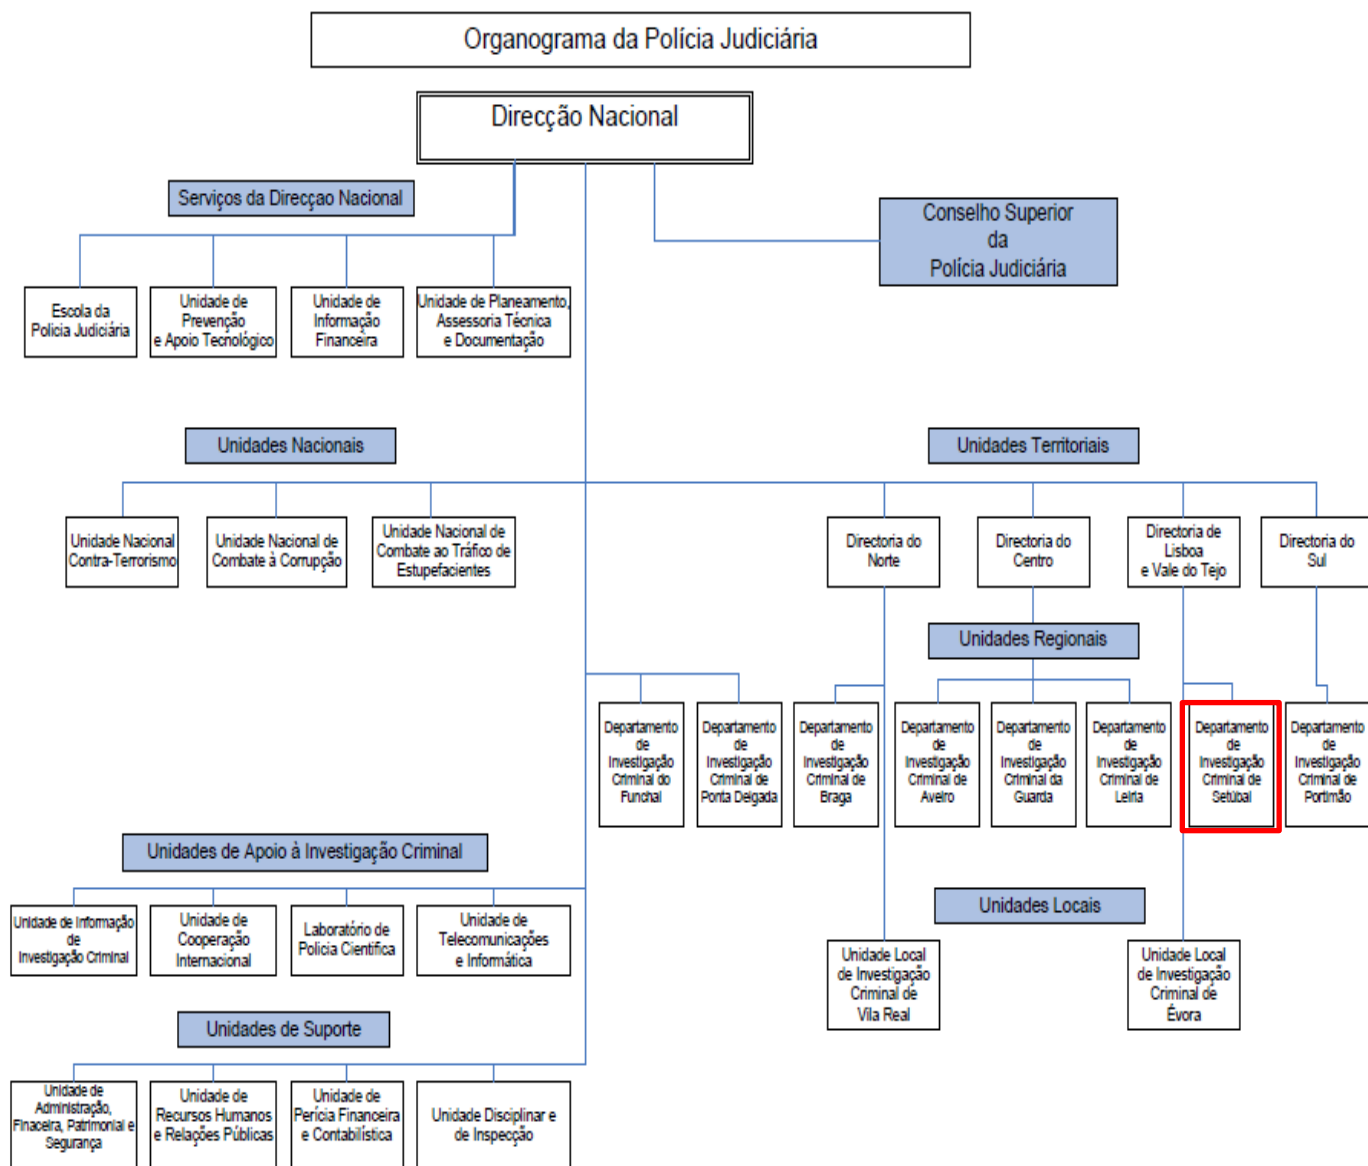 Organograma da Polícia Judiciária
Direcção Nacional
Serviços da Direcçao Nacional
Conselho Superior
da
Polícia Judiciária
Escola da
Policia Judiciária
Unidade de
Prevenção
e Apoio Tecnológico
Unidade de
Informação
Financeira
Unidade de Planeamento,
Assessoria Técnica
e Documentação
Unidades Nacionais
Unidades Territoriais
Unidade Nacional
Contra-Terrorismo
Unidade Nacional de
Combate à Corrupção
Unidade Nacional de
Combate ao Tráfico de
Estupefacientes
Directoria do
Norte
Directoria do
Centro
Directoria de
Lisboa
e Vale do Tejo
Directoria do
Sul
Unidades Regionais
Departamento
de
Investigação
Criminal do
Funchal
Departamento
de
Investigação
Criminal de
Ponta Delgada
Departamento
de
Investigação
Criminal de
Braga
Departamento
de
Investigação
Criminal de
Aveiro
Departamento
de
Investigação
Criminal da
Guarda
Departamento
de
Investigação
Criminal de
Leiria
Departamento
de
Investigação
Criminal de
Setúbal
Departamento
de
Investigação
Criminal de
Portimão
Unidades de Apoio à Investigação Criminal
Unidades Locais
Unidade de Informação
de
Investigação Criminal
Unidade de
Cooperação
Internacional
Laboratório de
Policia Científica
Unidade de
Telecomunicações
e Informática
Unidade Local
de Investigação
Criminal de
Vila Real
Unidade Local
de Investigação
Criminal de
Évora
Unidades de Suporte
Unidade de
Administração,
Finaceira, Patrimonial e
Segurança
Unidade de
Recursos Humanos
e Relações Públicas
Unidade de
Perícia Financeira
e Contabilística
Unidade Disciplinar e
de Inspecção